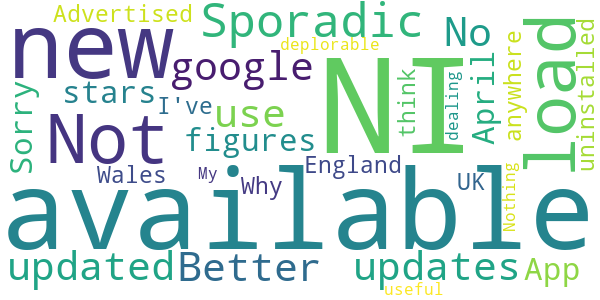 Advertised
Sporadic
new
deplorable
No
load
google
NI
stars
I've
use
think
dealing
April
anywhere
uninstalled
Sorry
Not
figures
England
Wales
My
Why
UK
Nothing
available
updated
Better
updates
App
useful